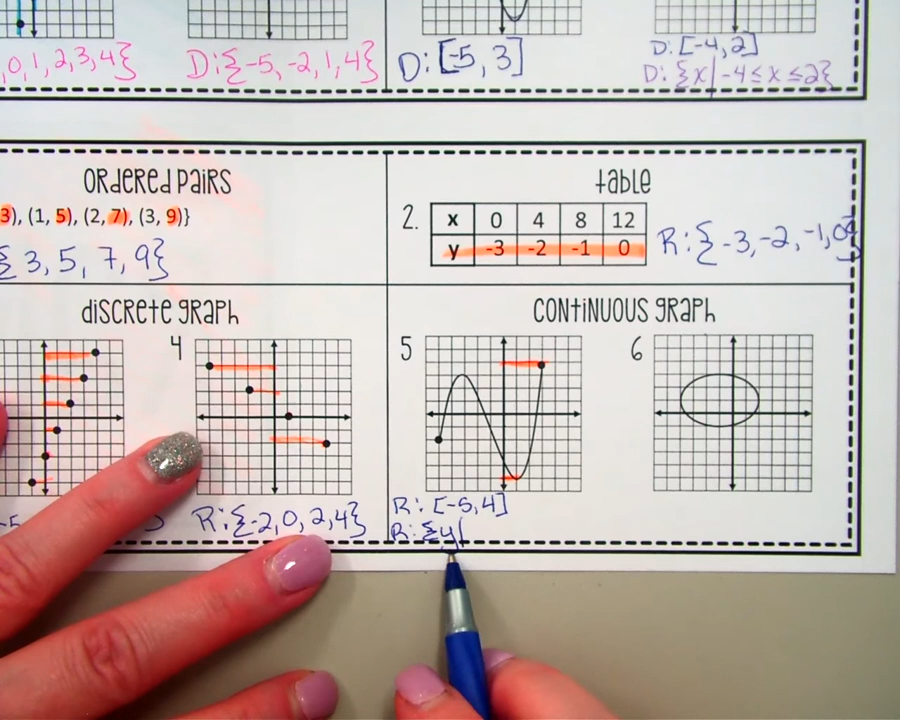 ,0,1,2,3,4}
D:{-5,-2,1,4}
D:[-5,3]
D:[-4,2]
D:{x|-4≤x≤2}
ordered pairs
3), (1, 5), (2, 7), (3, 9)}
{3,5,7,9}
table
2.
x 0 4 8 12
y -3 -2 -1 0
R:{-3,-2,-1,0}
discrete graph
4
R:{-2,0,2,4}
continuous graph
5
R:[-5,4]
R:{y|
6